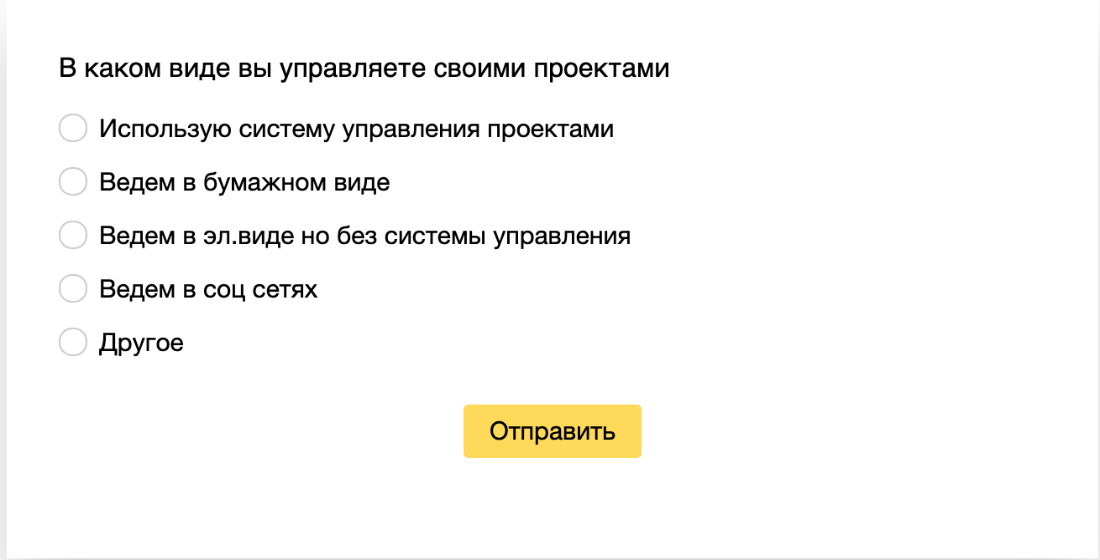 В каком виде вы управляете своими проектами
Использую систему управления проектами
Ведем в бумажном виде
Ведем в эл.виде но без системы управления
Ведем в соц сетях
Другое
Отправить